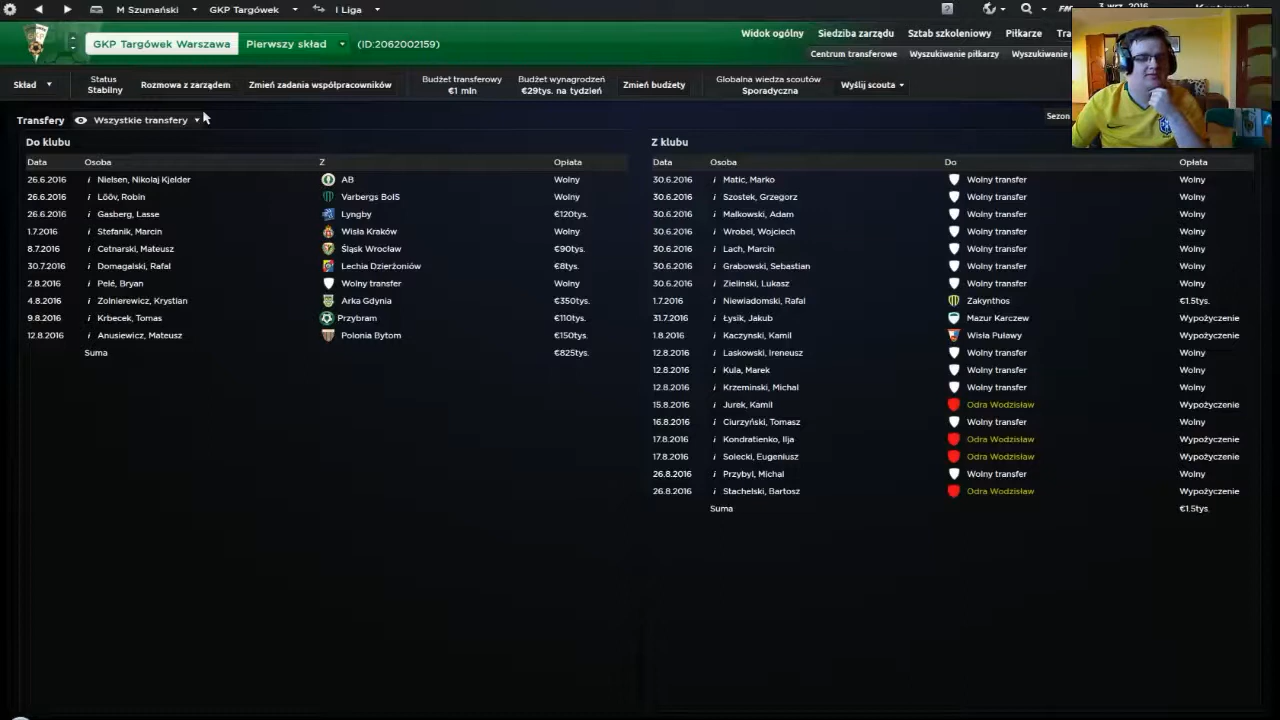 M Szumański GKP Targówek I Liga
GKP Targówek Warszawa Pierwszy skład (ID:2062002159) Widok ogólny Siedziba zarządu Sztab szkoleniowy Piłkarze
Centrum transferowe Wyszukiwanie piłkarzy Wyszukiwanie
Skład Status Rozmowa z zarządem Zmień zadania współpracowników Budżet transferowy Budżet wynagrodzeń Zmień budżety Globalna wiedza scoutów Wyślij scouta
Stabilny €1 mln €29tys. na tydzień Sporadyczna
Transfery Wszystkie transfery
Do klubu
Data Osoba Z Opłata
26.6.2016 i Nielsen, Nikolaj Kjelder AB Wolny
26.6.2016 i Lööv, Robin Varbergs BoIS Wolny
26.6.2016 i Gasberg, Lasse Lyngby €120tys.
1.7.2016 i Stefanik, Marcin Wisła Kraków Wolny
8.7.2016 i Cetnarski, Mateusz Śląsk Wrocław €90tys.
30.7.2016 i Domagalski, Rafal Lechia Dzierżoniów €8tys.
2.8.2016 i Pelé, Bryan Wolny transfer Wolny
4.8.2016 i Zolnierewicz, Krystian Arka Gdynia €350tys.
9.8.2016 i Krbecek, Tomas Przybram €110tys.
12.8.2016 i Anusiewicz, Mateusz Polonia Bytom €150tys.
Suma €825tys.
Z klubu
Data Osoba Do Opłata
30.6.2016 i Matic, Marko Wolny transfer Wolny
30.6.2016 i Szostek, Grzegorz Wolny transfer Wolny
30.6.2016 i Malkowski, Adam Wolny transfer Wolny
30.6.2016 i Wrobel, Wojciech Wolny transfer Wolny
30.6.2016 i Lach, Marcin Wolny transfer Wolny
30.6.2016 i Grabowski, Sebastian Wolny transfer Wolny
30.6.2016 i Zielinski, Lukasz Wolny transfer Wolny
1.7.2016 i Niewiadomski, Rafal Zakynthos €1.5tys.
31.7.2016 i Łysik, Jakub Mazur Karczew Wypożyczenie
1.8.2016 i Kaczynski, Kamil Wisła Puławy Wypożyczenie
12.8.2016 i Laskowski, Ireneusz Wolny transfer Wolny
12.8.2016 i Kula, Marek Wolny transfer Wolny
12.8.2016 i Krzeminski, Michal Wolny transfer Wolny
15.8.2016 i Jurek, Kamil Odra Wodzisław Wypożyczenie
16.8.2016 i Ciurzyński, Tomasz Wolny transfer Wolny
17.8.2016 i Kondratienko, Ilja Odra Wodzisław Wypożyczenie
17.8.2016 i Solecki, Eugeniusz Odra Wodzisław Wypożyczenie
26.8.2016 i Przybyl, Michal Wolny transfer Wolny
26.8.2016 i Stachelski, Bartosz Odra Wodzisław Wypożyczenie
Suma €1.5tys.
Sezon